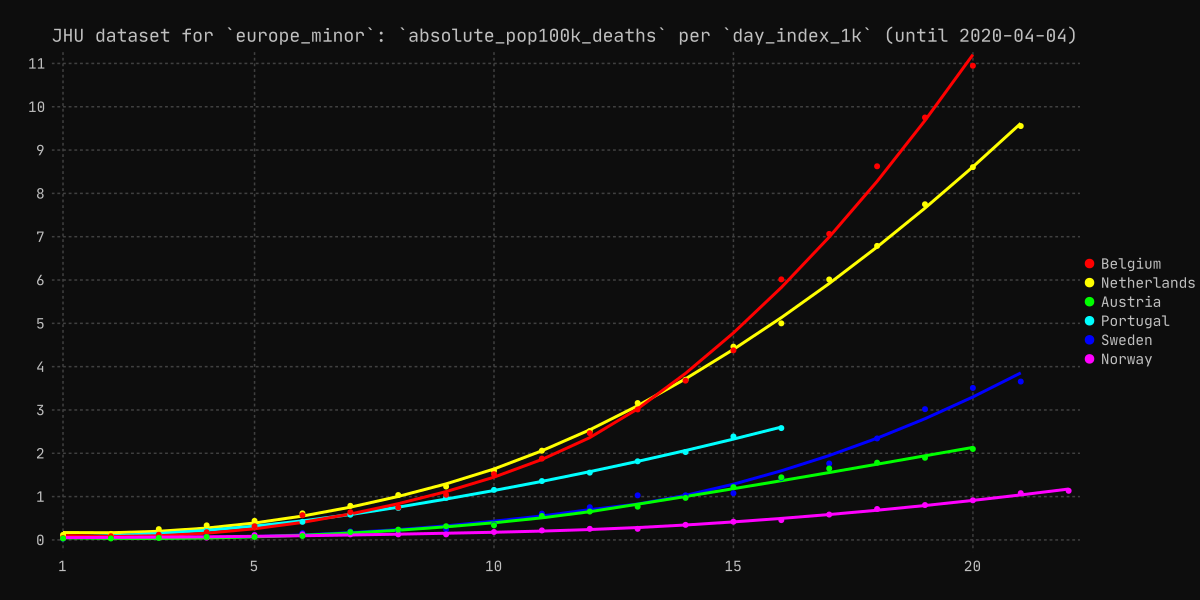 JHU dataset for `europe_minor`: `absolute_pop100k_deaths` per `day_index_1k` (until 2020-04-04)
11
10
9
8
7
6
5
4
3
2
1
0
1 5 10 15 20
Belgium
Netherlands
Austria
Portugal
Sweden
Norway